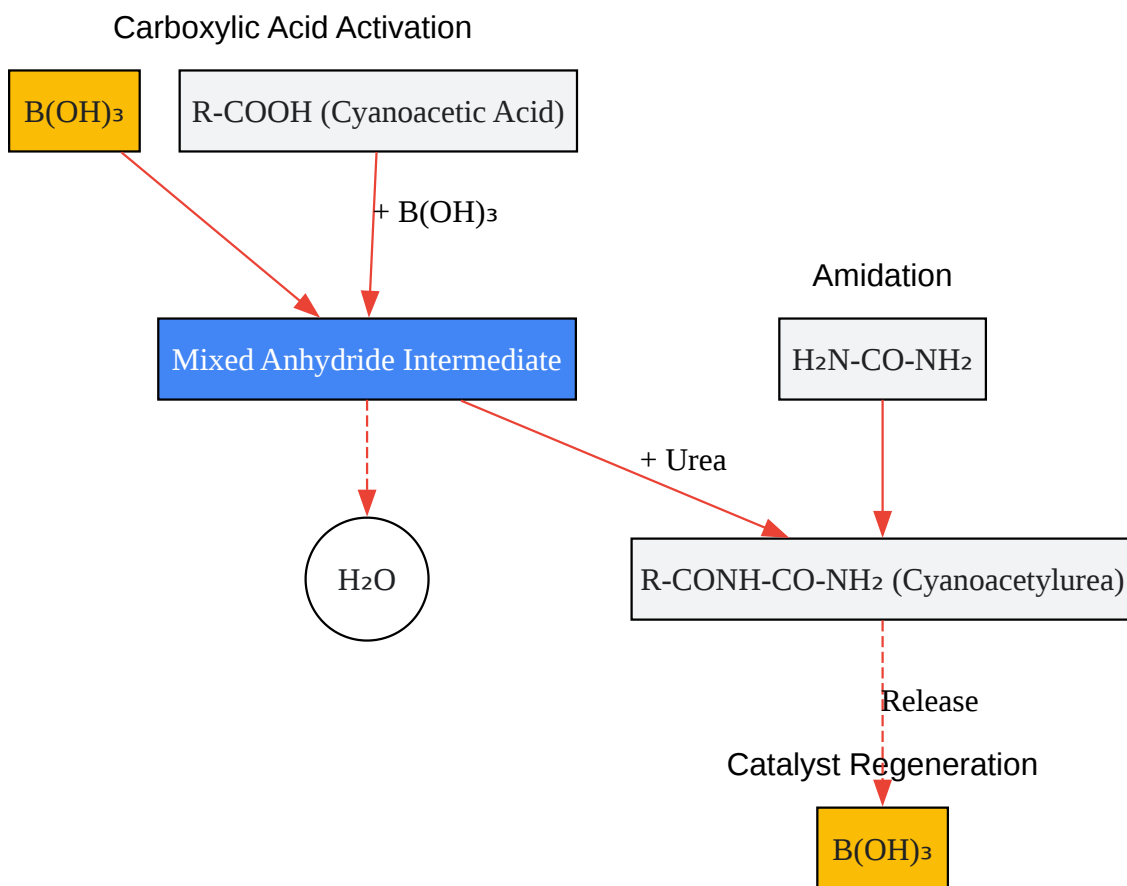 Carboxylic Acid Activation
B(OH)₃
R-COOH (Cyanoacetic Acid)
+ B(OH)₃
Amidation
Mixed Anhydride Intermediate
H₂N-CO-NH₂
+ Urea
H₂O
R-CONH-CO-NH₂ (Cyanoacetylurea)
Release
Catalyst Regeneration
B(OH)₃